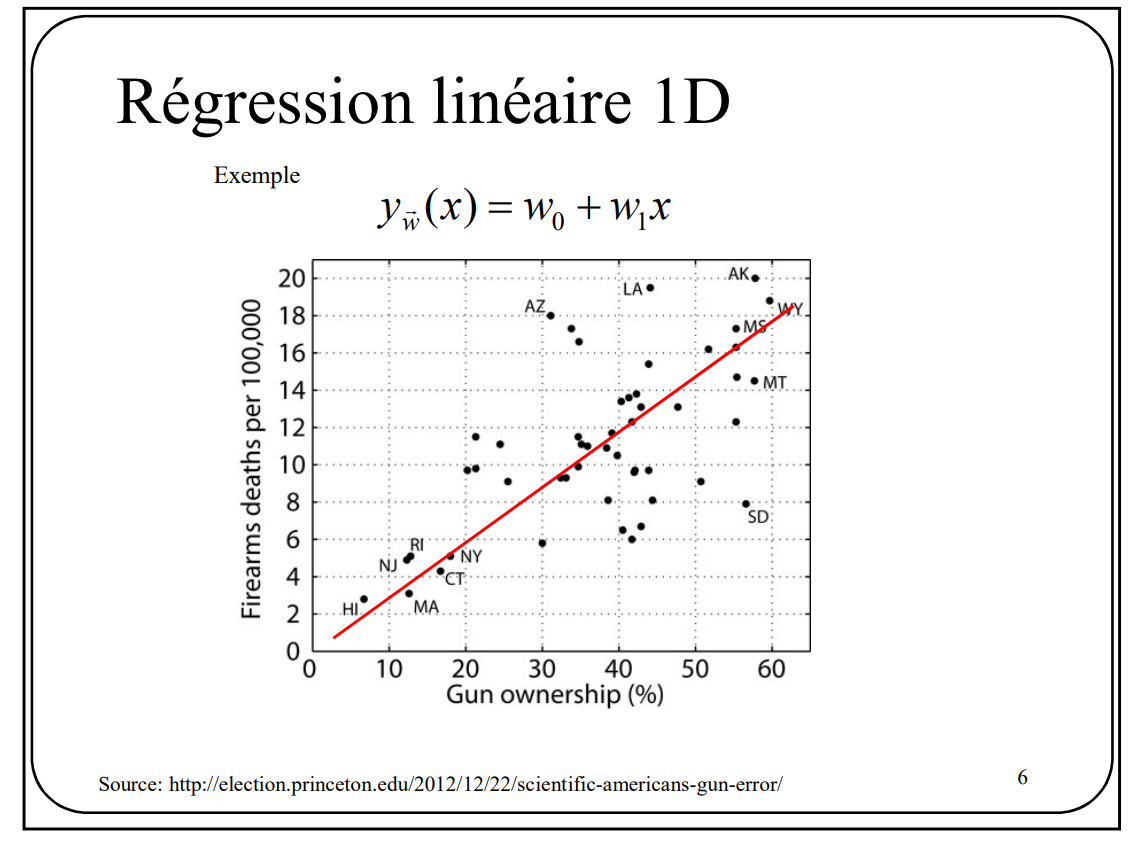 Régression linéaire 1D
Exemple
y_w⃗(x) = w₀ + w₁x
20
18
16
14
12
10
8
6
4
2
0
Firearms deaths per 100,000
AK
LA
AZ
WY
MS
MT
SD
RI
NJ
NY
CT
HI
MA
0 10 20 30 40 50 60
Gun ownership (%)
Source: http://election.princeton.edu/2012/12/22/scientific-americans-gun-error/
6